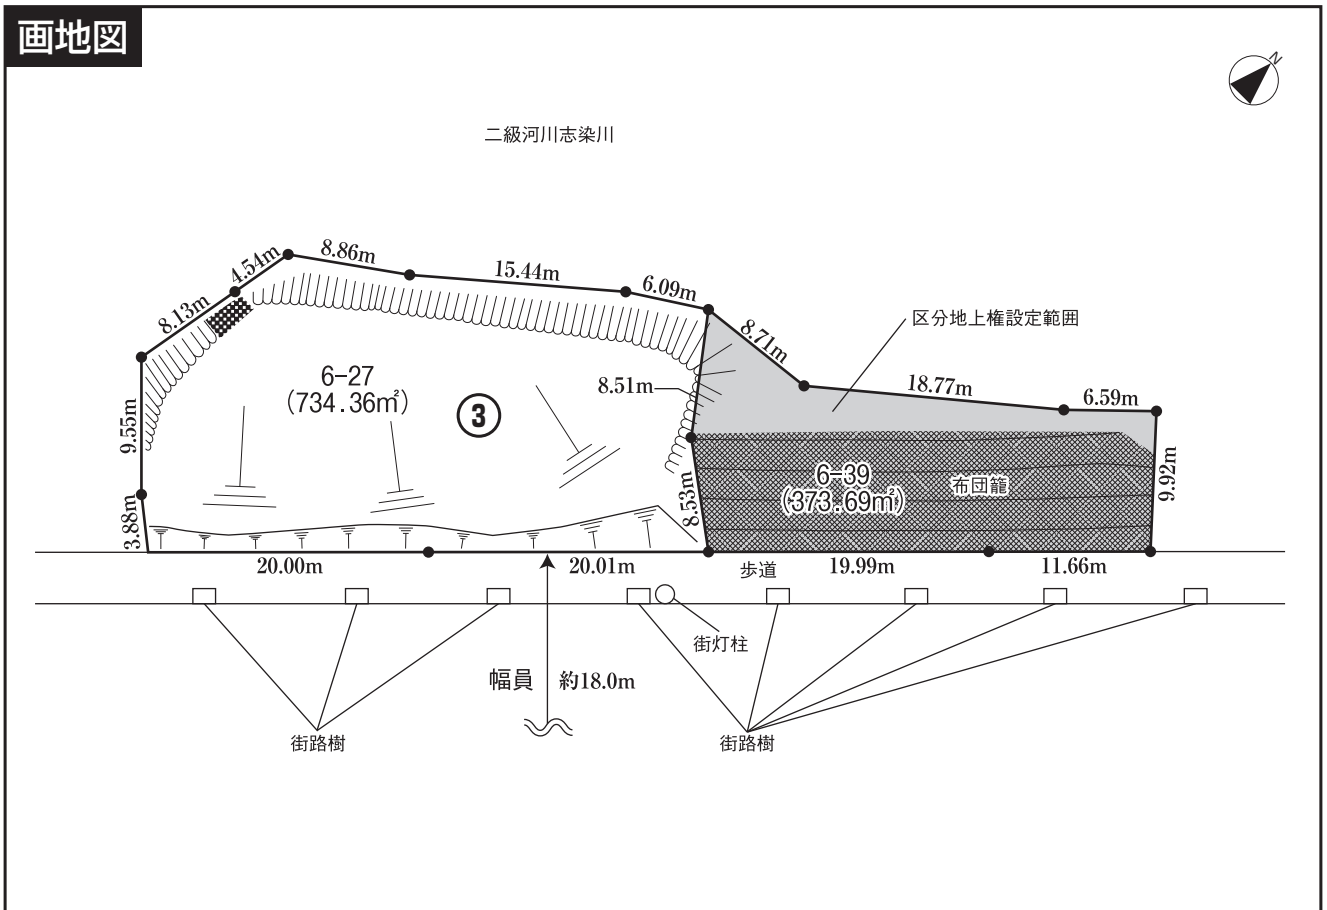 画地図
N
二級河川志染川
4.54m
8.86m
15.44m
6.09m
8.13m
8.71m
区分地上権設定範囲
6-27
(734.36㎡)
③
8.51m
18.77m
6.59m
9.55m
3.88m
8.53m
6-39
(373.69㎡)
布団籠
9.92m
20.00m
20.01m
歩道
19.99m
11.66m
街灯柱
幅員 約18.0m
街路樹
街路樹